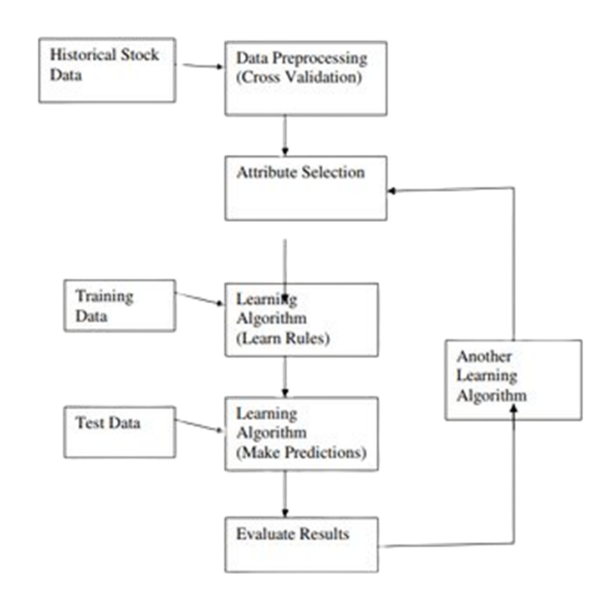 Historical Stock
Data
Data Preprocessing
(Cross Validation)
Attribute Selection
Training
Data
Learning
Algorithm
(Learn Rules)
Another
Learning
Algorithm
Test Data
Learning
Algorithm
(Make Predictions)
Evaluate Results